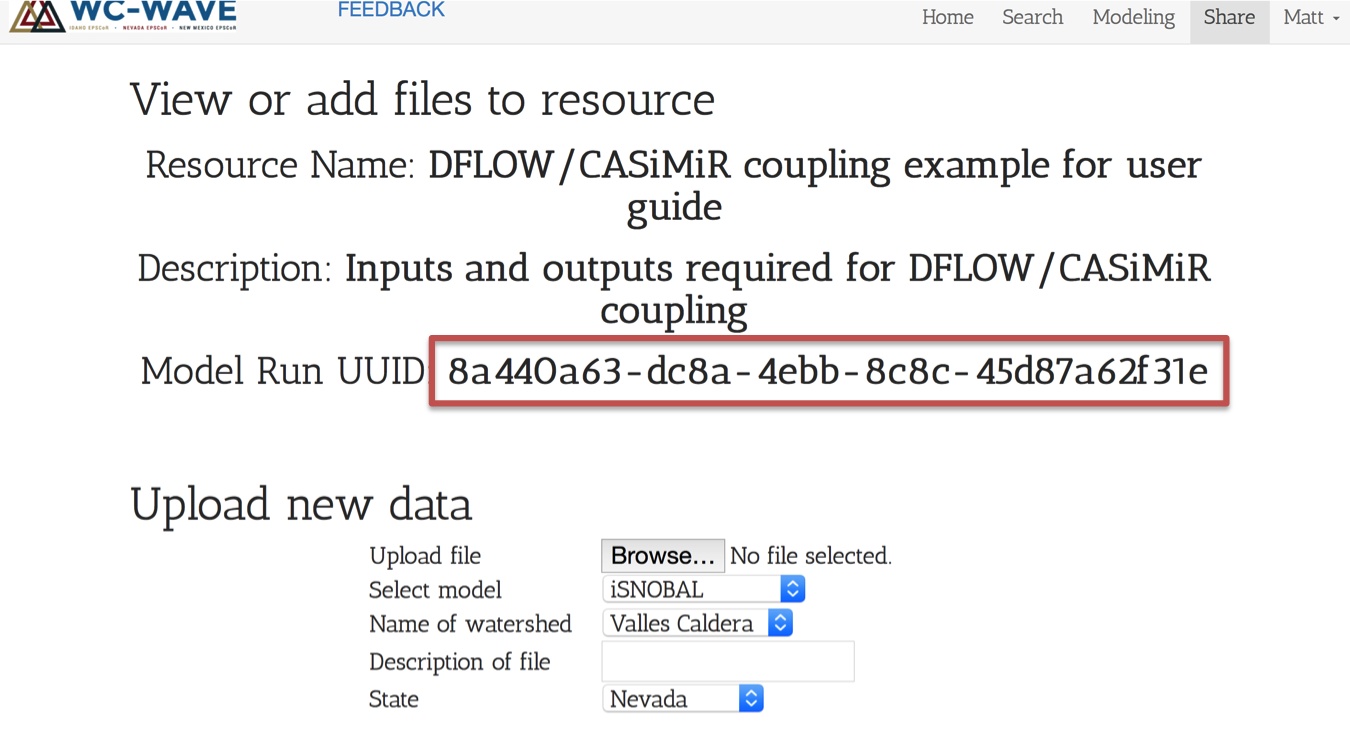 WC-WAVE
IDAHO EPSCoR • NEVADA EPSCoR • NEW MEXICO EPSCoR
FEEDBACK
Home Search Modeling Share Matt
View or add files to resource
Resource Name: DFLOW/CASiMiR coupling example for user
guide
Description: Inputs and outputs required for DFLOW/CASiMiR
coupling
Model Run UUID: 8a440a63-dc8a-4ebb-8c8c-45d87a62f31e
Upload new data
Upload file Browse... No file selected.
Select model iSNOBAL
Name of watershed Valles Caldera
Description of file
State Nevada